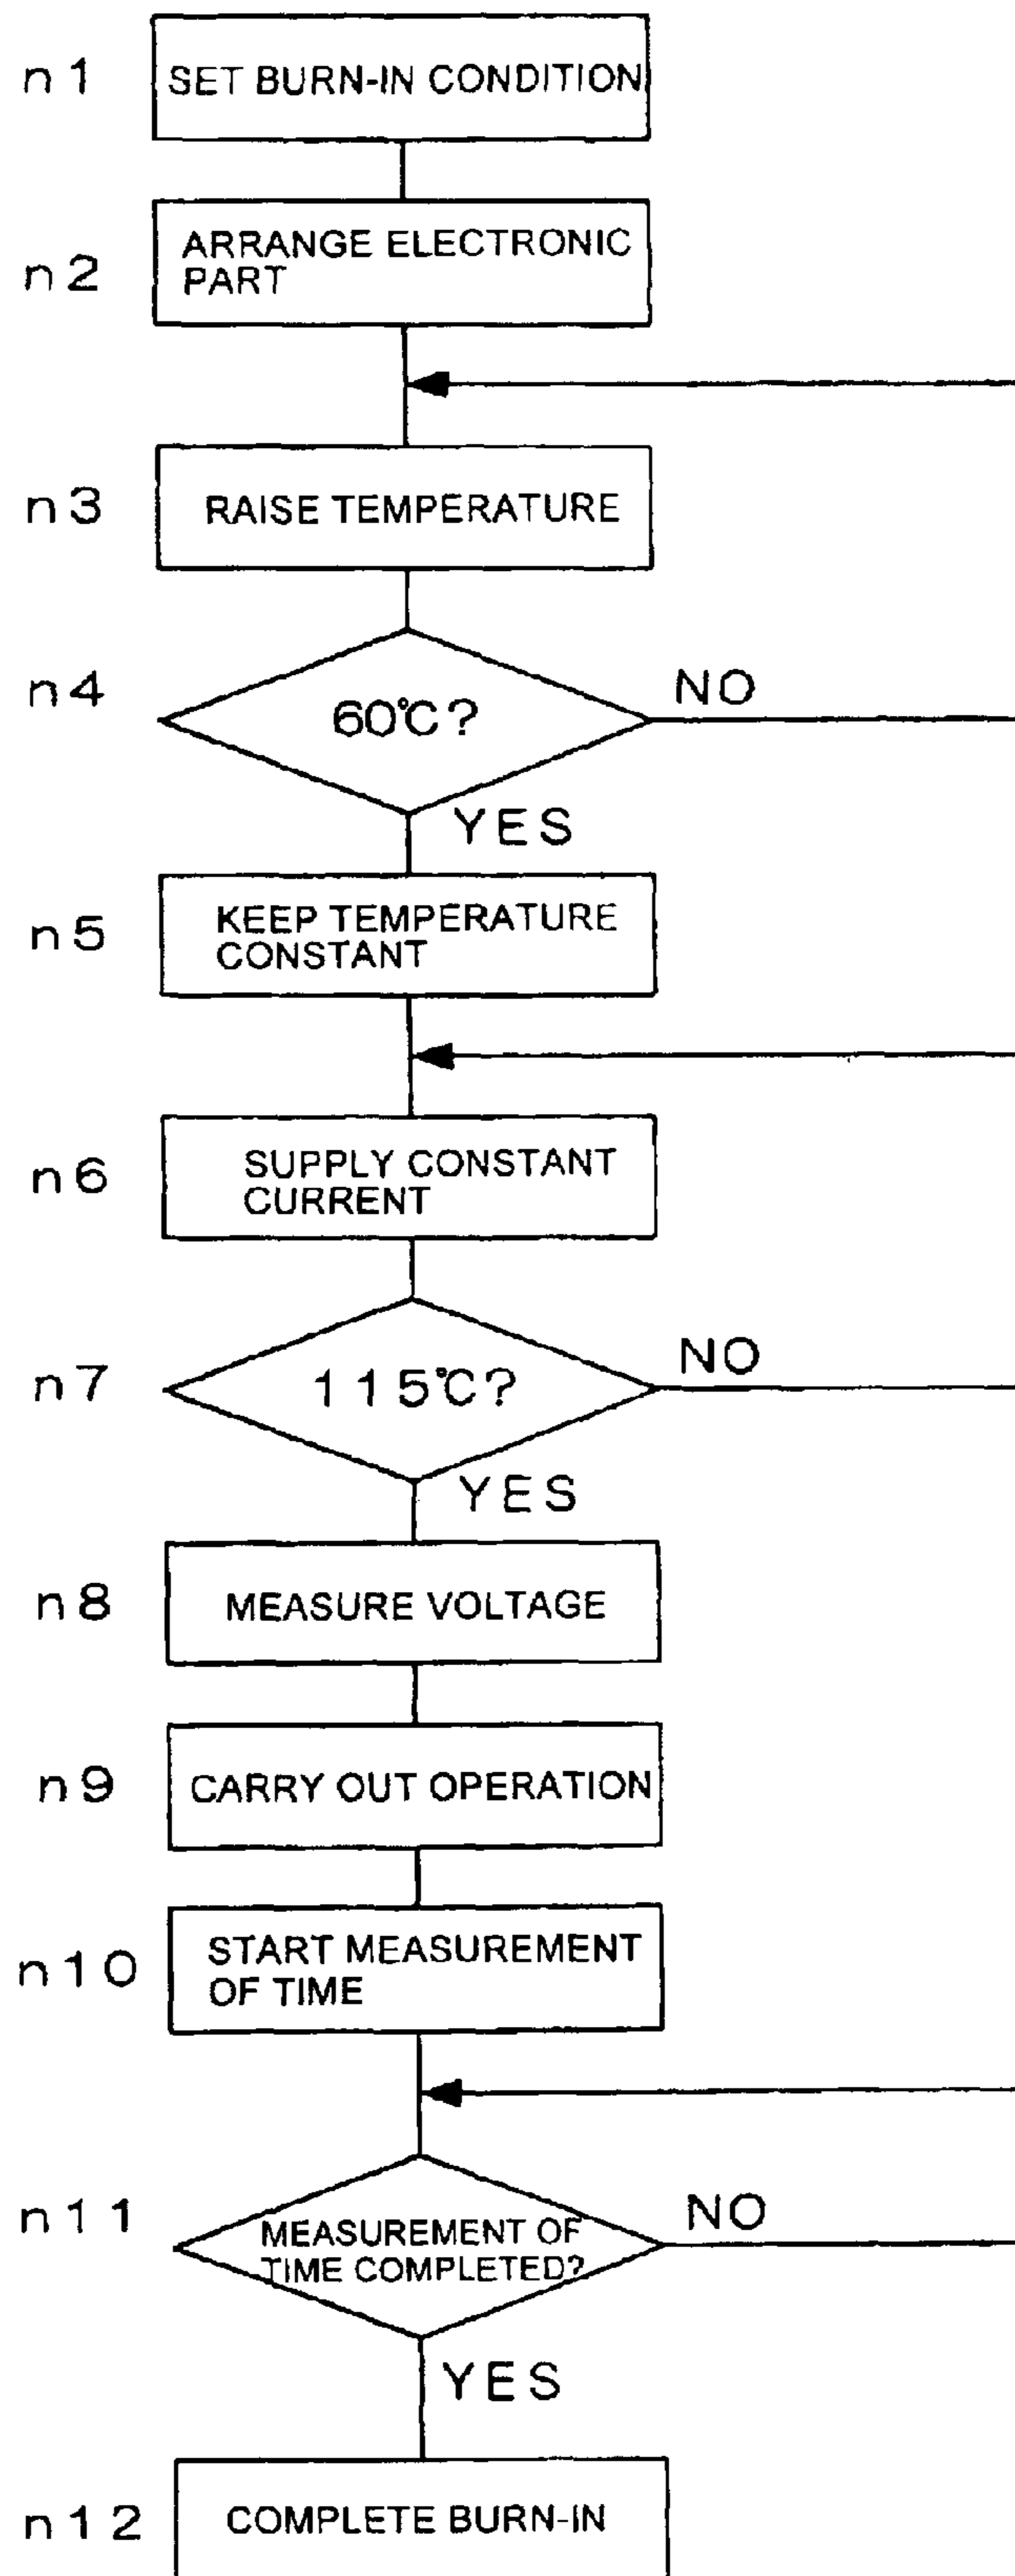 n1
SET BURN-IN CONDITION
n2
ARRANGE ELECTRONIC
PART
n3
RAISE TEMPERATURE
n4
60℃?
NO
YES
n5
KEEP TEMPERATURE
CONSTANT
n6
SUPPLY CONSTANT
CURRENT
n7
115℃?
NO
YES
n8
MEASURE VOLTAGE
n9
CARRY OUT OPERATION
n10
START MEASUREMENT
OF TIME
n11
MEASUREMENT OF
TIME COMPLETED?
NO
YES
n12
COMPLETE BURN-IN